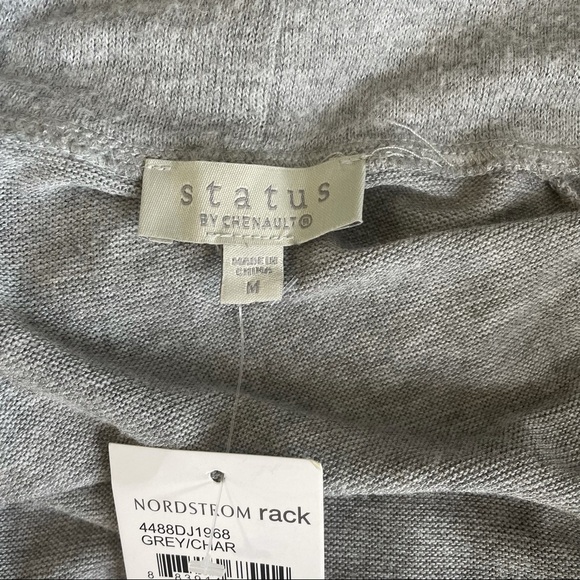 status
BY CHENAULT®
MADE IN
CHINA
M
NORDSTROM rack
4488DJ1968
GREY/CHAR